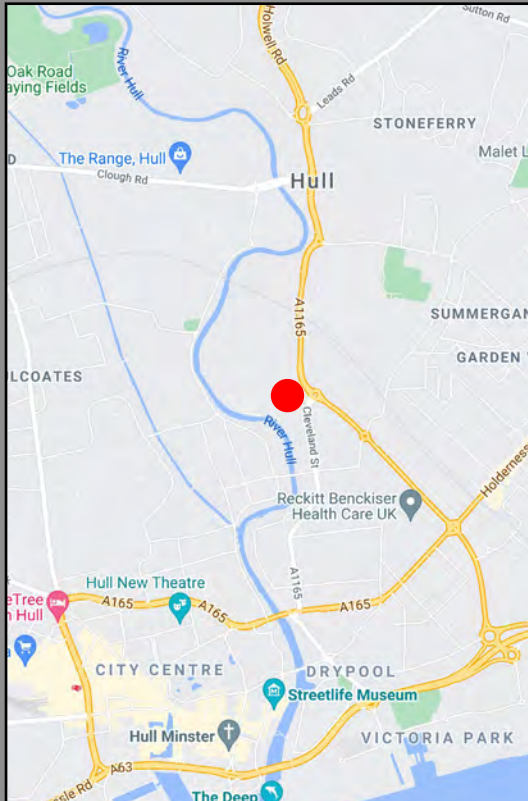 Holwell Rd
Sutton Rd
River Hull
Oak Road
aying Fields
Leads Rd
STONEFERRY
The Range, Hull
Malet L
D
Clough Rd
Hull
A1165
SUMMERGAN
GARDEN
ULCOATES
Cleveland St
River Hull
Holderness
Reckitt Benckiser
Health Care UK
Hull New Theatre
A1165
eTree
n Hull
A165
A165
A165
a
CITY CENTRE
DRYPOOL
Streetlife Museum
Hull Minster
VICTORIA PARK
A63
sle Rd
The Deep